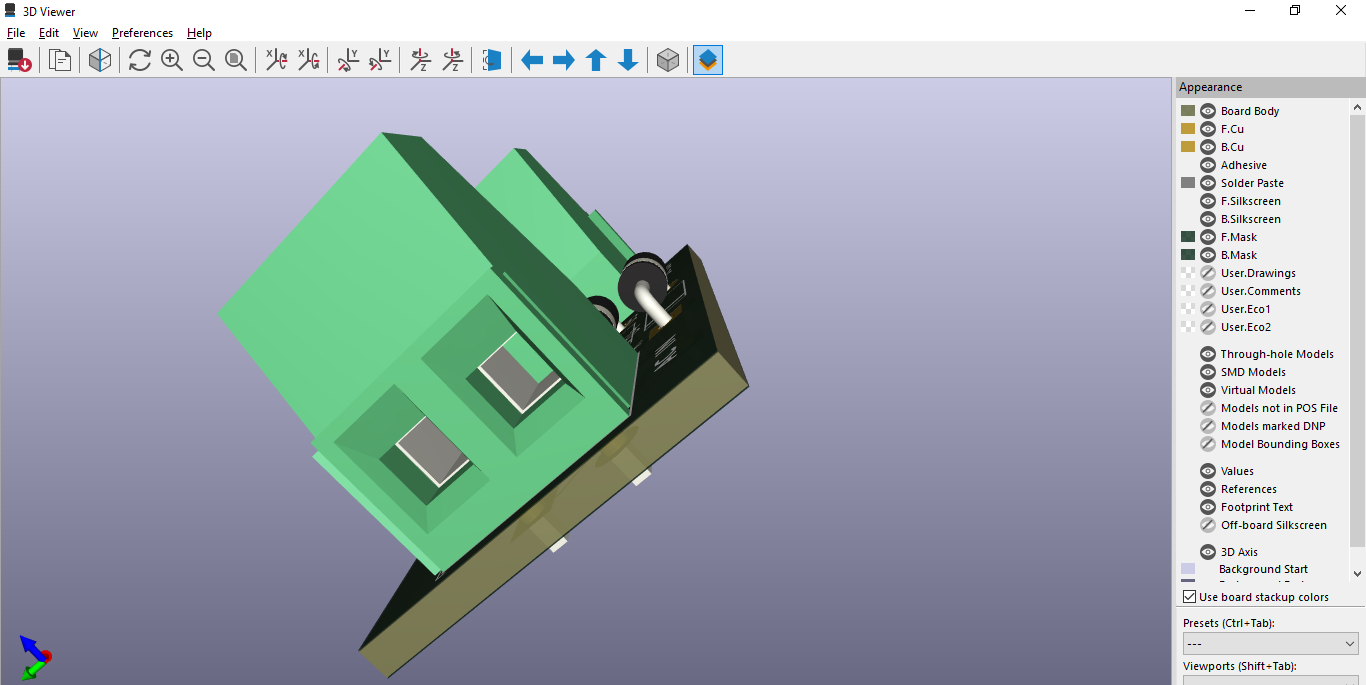 3D Viewer
File Edit View Preferences Help
Appearance
Board Body
F.Cu
B.Cu
Adhesive
Solder Paste
F.Silkscreen
B.Silkscreen
F.Mask
B.Mask
User.Drawings
User.Comments
User.Eco1
User.Eco2
Through-hole Models
SMD Models
Virtual Models
Models not in POS File
Models marked DNP
Model Bounding Boxes
Values
References
Footprint Text
Off-board Silkscreen
3D Axis
Background Start
Use board stackup colors
Presets (Ctrl+Tab):
---
Viewports (Shift+Tab):